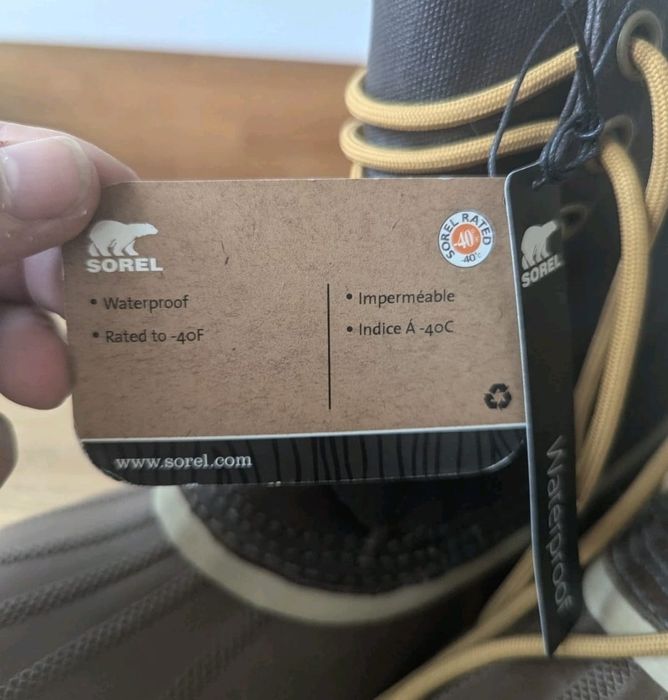 SOREL
• Waterproof
• Rated to -40F
SOREL RATED
-40°F
-40°C
• Imperméable
• Indice Á -40C
www.sorel.com
SOREL
Waterproof